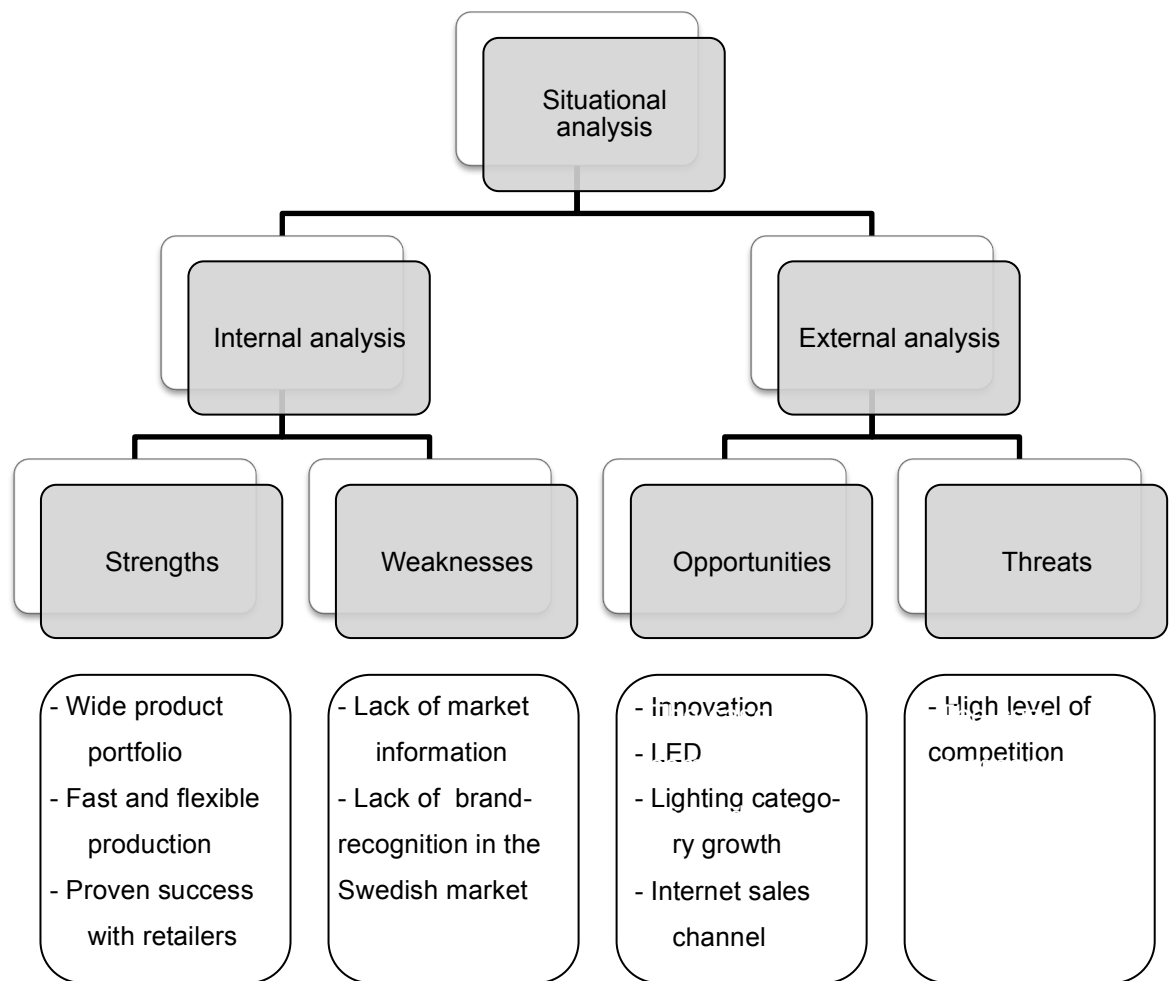 Situational
analysis
Internal analysis
External analysis
Strengths
Weaknesses
Opportunities
Threats
- Wide product
portfolio
- Fast and flexible
production
- Proven success
with retailers
- Lack of market
information
- Lack of brand-
recognition in the
Swedish market
- Innovation
- LED
- Lighting catego-
ry growth
- Internet sales
channel
- High level of
competition